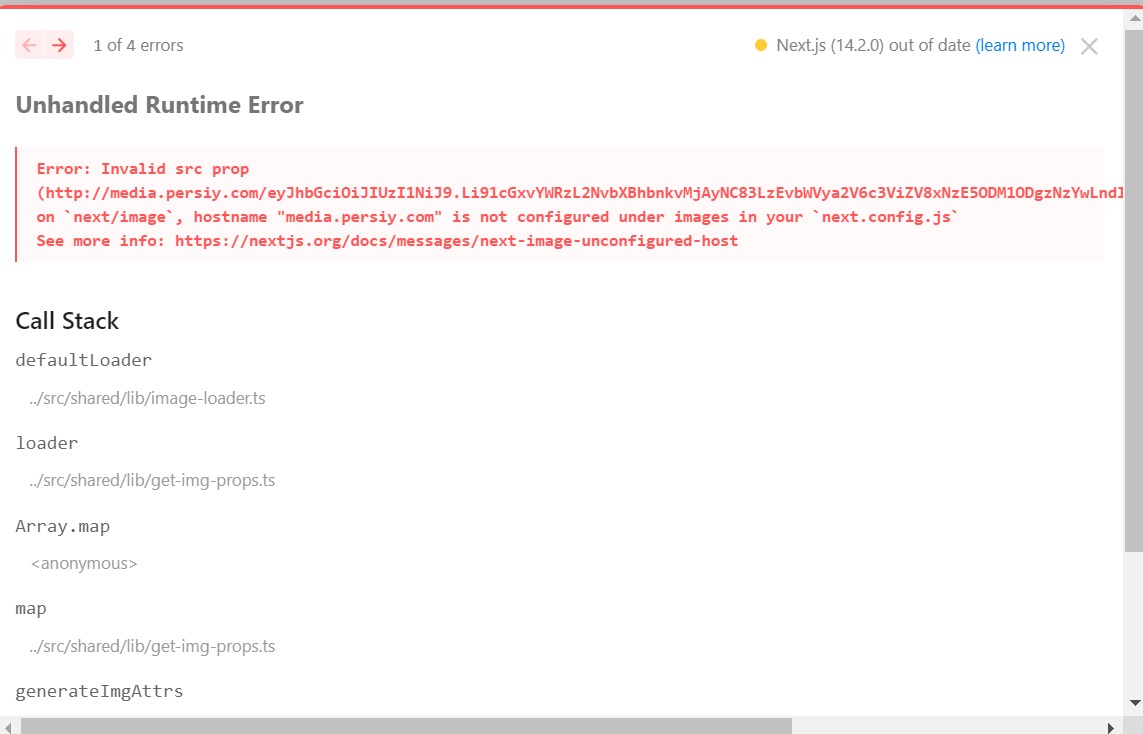 1 of 4 errors
Next.js (14.2.0) out of date (learn more)
Unhandled Runtime Error
Error: Invalid src prop
(http://media.persiy.com/eyJhbGciOiJIUzI1NiJ9.Li91cGxvYWRzL2NvbXBhbnkvMjAyNC83LzEvbWVya2V6c3ViZV8xNzE5ODM1ODgzNzYwLndJ
on `next/image`, hostname "media.persiy.com" is not configured under images in your `next.config.js`
See more info: https://nextjs.org/docs/messages/next-image-unconfigured-host
Call Stack
defaultLoader
../src/shared/lib/image-loader.ts
loader
../src/shared/lib/get-img-props.ts
Array.map
<anonymous>
map
../src/shared/lib/get-img-props.ts
generateImgAttrs